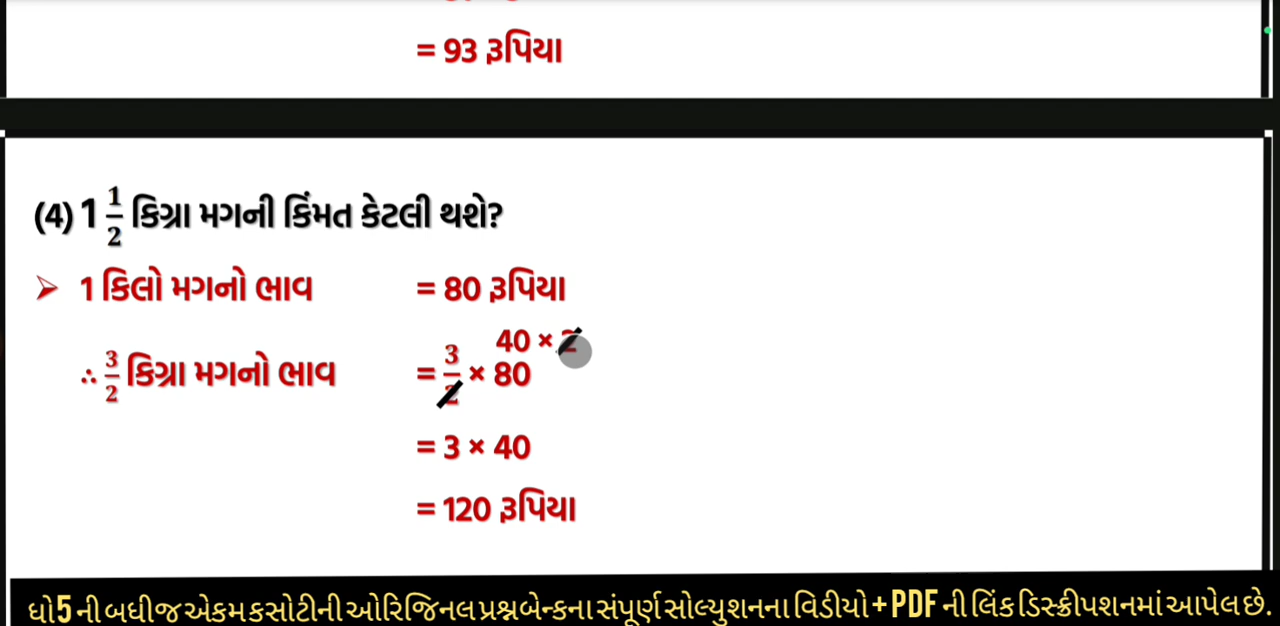 = 93 રૂપિયા
(4) 1 1/2 કિગ્રા મગની કિંમત કેટલી થશે?
➢ 1 કિલો મગનો ભાવ = 80 રૂપિયા
40 × 2
∴ 3/2 કિગ્રા મગનો ભાવ = 3/2 × 80
= 3 × 40
= 120 રૂપિયા
ધો 5 ની બધીજ એકમ કસોટીની ઓરિજિનલ પ્રશ્નબેન્કના સંપૂર્ણ સોલ્યુશનના વિડીયો + PDF ની લિંક ડિસ્ક્રીપશનમાં આપેલ છે.